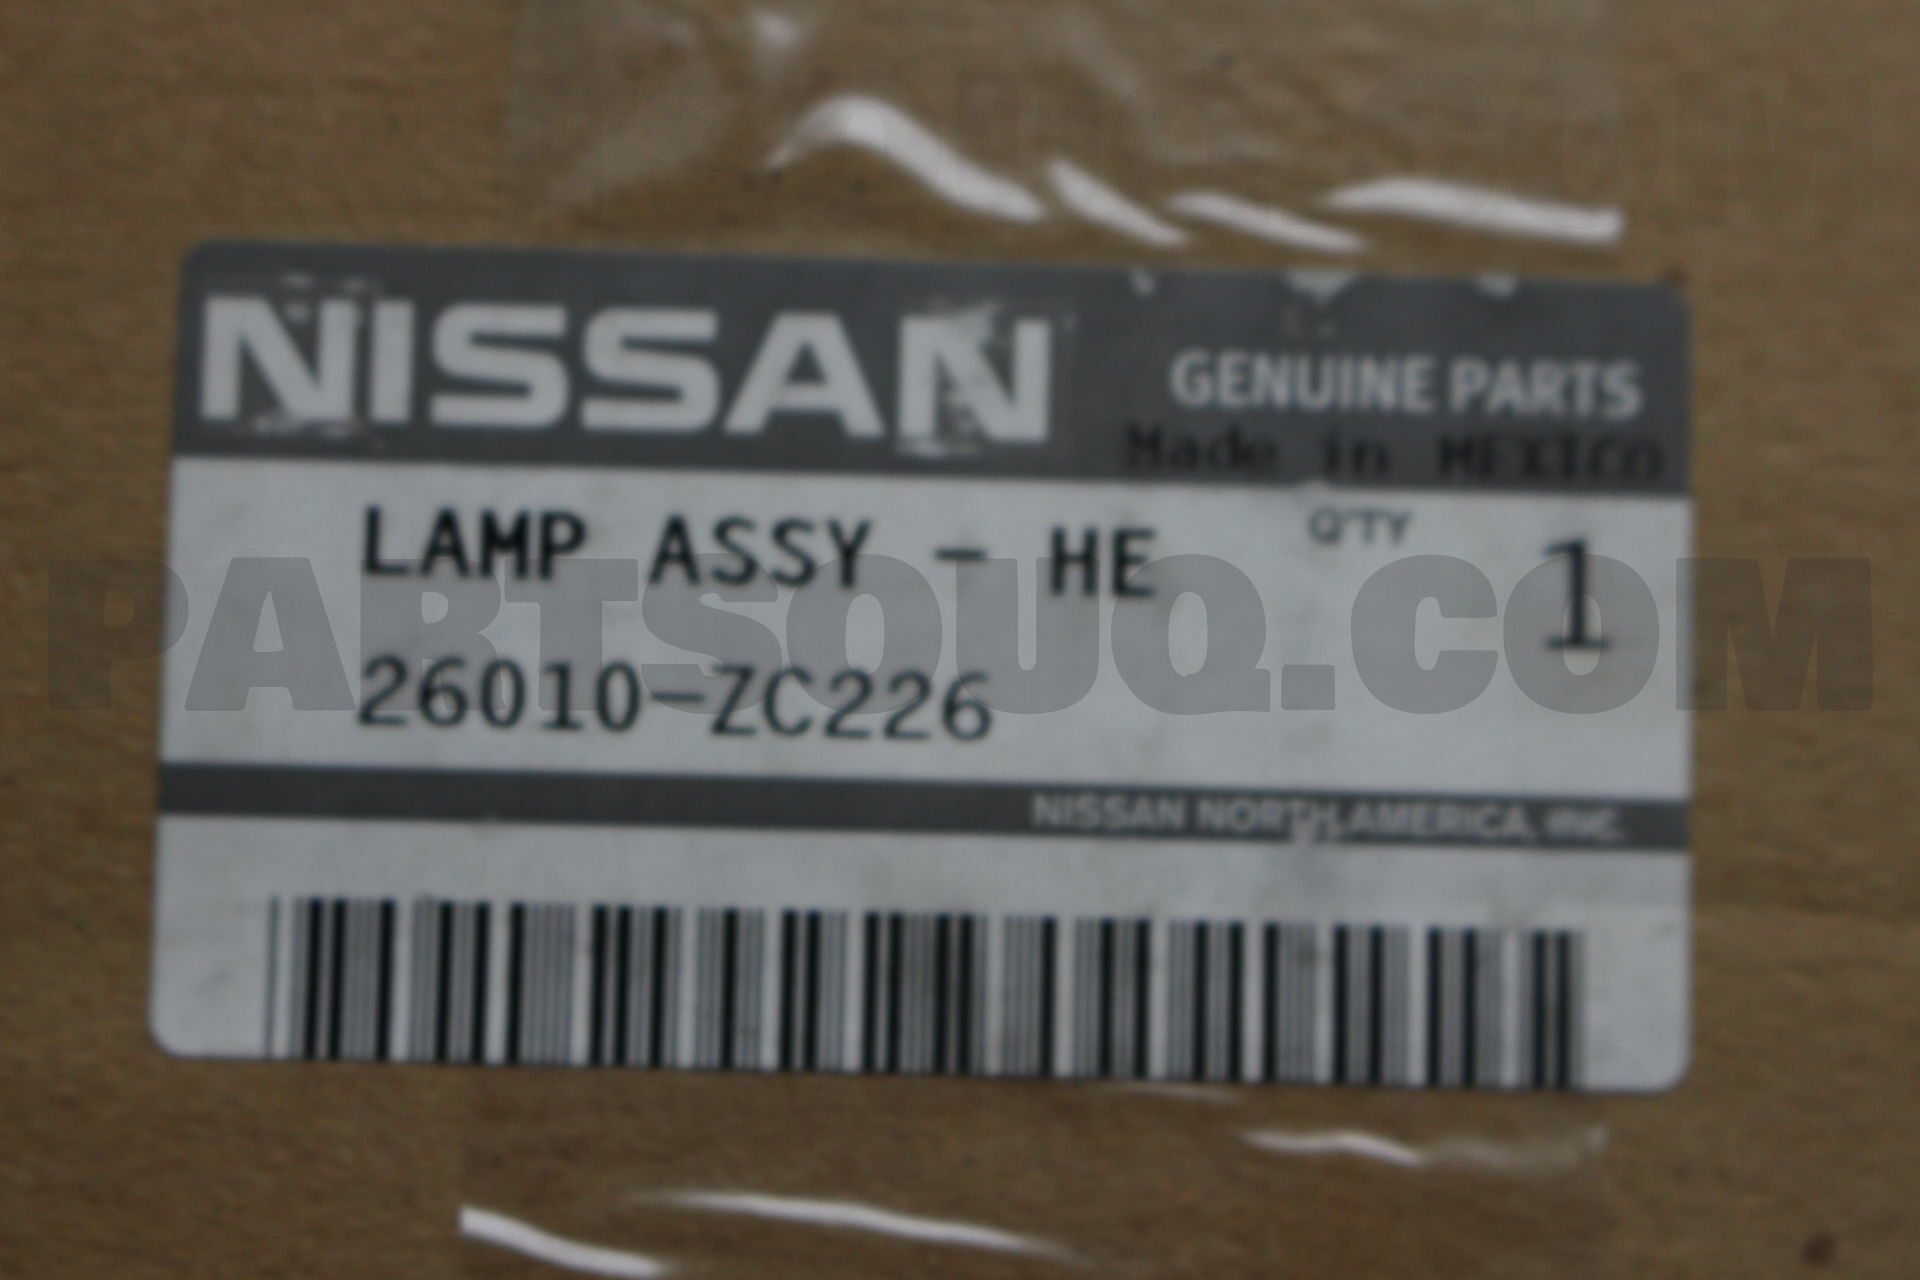 NISSAN
GENUINE PARTS
Made in MEXICO
LAMP ASSY - HE
Q'TY
1
26010-ZC226
NISSAN NORTH AMERICA, INC.
PARTSOUQ.COM